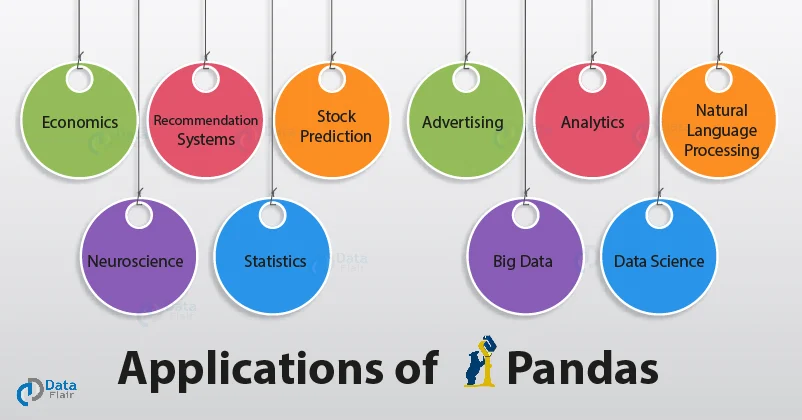 Economics
Recommendation
Systems
Stock
Prediction
Advertising
Analytics
Natural
Language
Processing
Neuroscience
Statistics
Big Data
Data Science
Applications of Pandas
Data
Flair